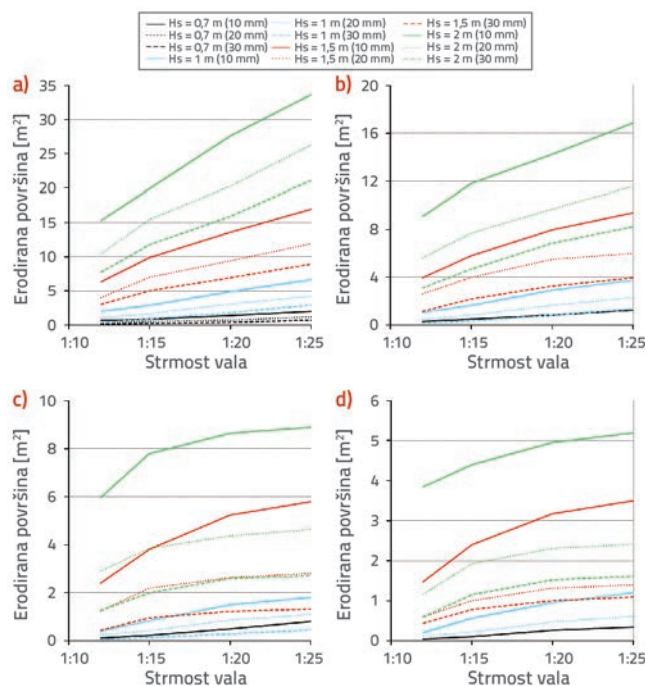 Hs = 0,7 m (10 mm) Hs = 1 m (20 mm) Hs = 1,5 m (30 mm)
Hs = 0,7 m (20 mm) Hs = 1 m (30 mm) Hs = 2 m (10 mm)
Hs = 0,7 m (30 mm) Hs = 1,5 m (10 mm) Hs = 2 m (20 mm)
Hs = 1 m (10 mm) Hs = 1,5 m (20 mm) Hs = 2 m (30 mm)
a)
Erodirana površina [m²]
35
30
25
20
15
10
5
0
1:10 1:15 1:20 1:25
Strmost vala
b)
Erodirana površina [m²]
20
16
12
8
4
0
1:10 1:15 1:20 1:25
Strmost vala
c)
Erodirana površina [m²]
10
8
6
4
2
0
1:10 1:15 1:20 1:25
Strmost vala
d)
Erodirana površina [m²]
6
5
4
3
2
1
0
1:10 1:15 1:20 1:25
Strmost vala